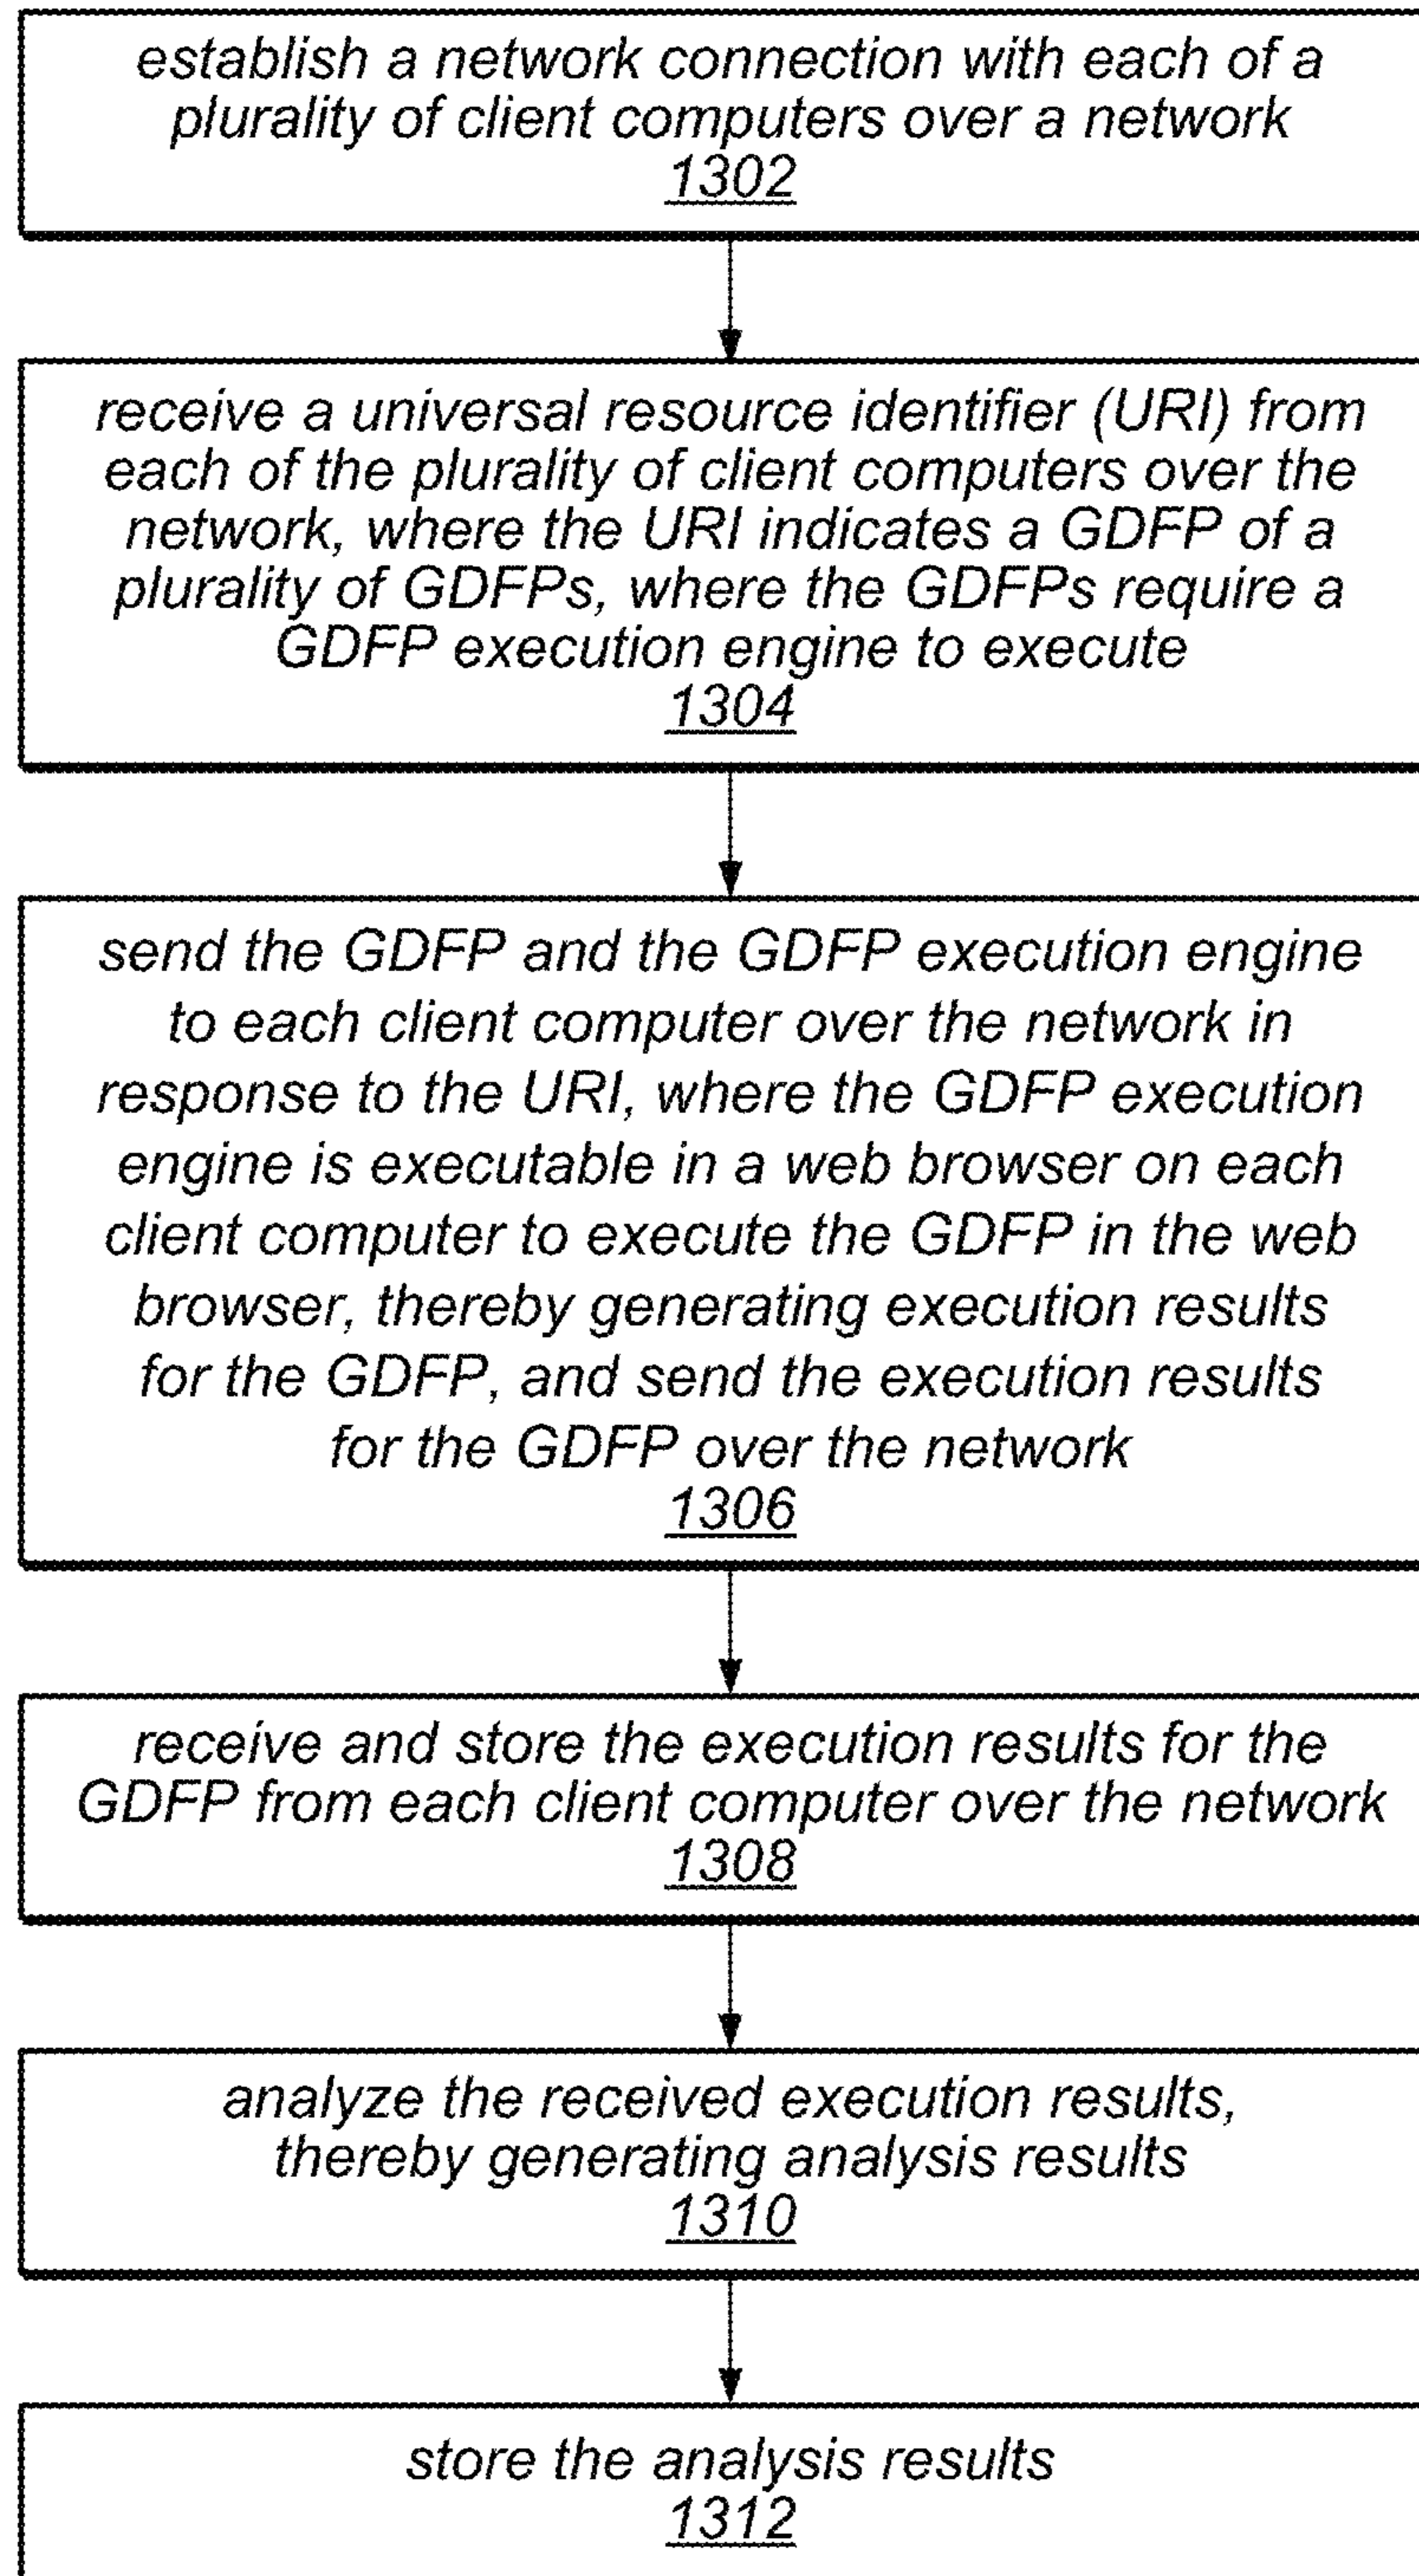 establish a network connection with each of a
plurality of client computers over a network
1302
receive a universal resource identifier (URI) from
each of the plurality of client computers over the
network, where the URI indicates a GDFP of a
plurality of GDFPs, where the GDFPs require a
GDFP execution engine to execute
1304
send the GDFP and the GDFP execution engine
to each client computer over the network in
response to the URI, where the GDFP execution
engine is executable in a web browser on each
client computer to execute the GDFP in the web
browser, thereby generating execution results
for the GDFP, and send the execution results
for the GDFP over the network
1306
receive and store the execution results for the
GDFP from each client computer over the network
1308
analyze the received execution results,
thereby generating analysis results
1310
store the analysis results
1312